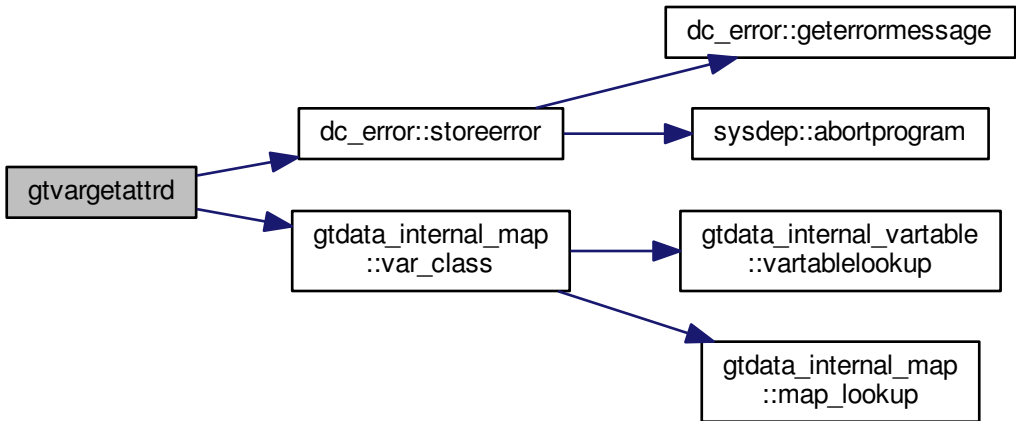 dc_error::geterrormessage
dc_error::storeerror
sysdep::abortprogram
gtvargetattrd
gtdata_internal_map
::var_class
gtdata_internal_vartable
::vartablelookup
gtdata_internal_map
::map_lookup